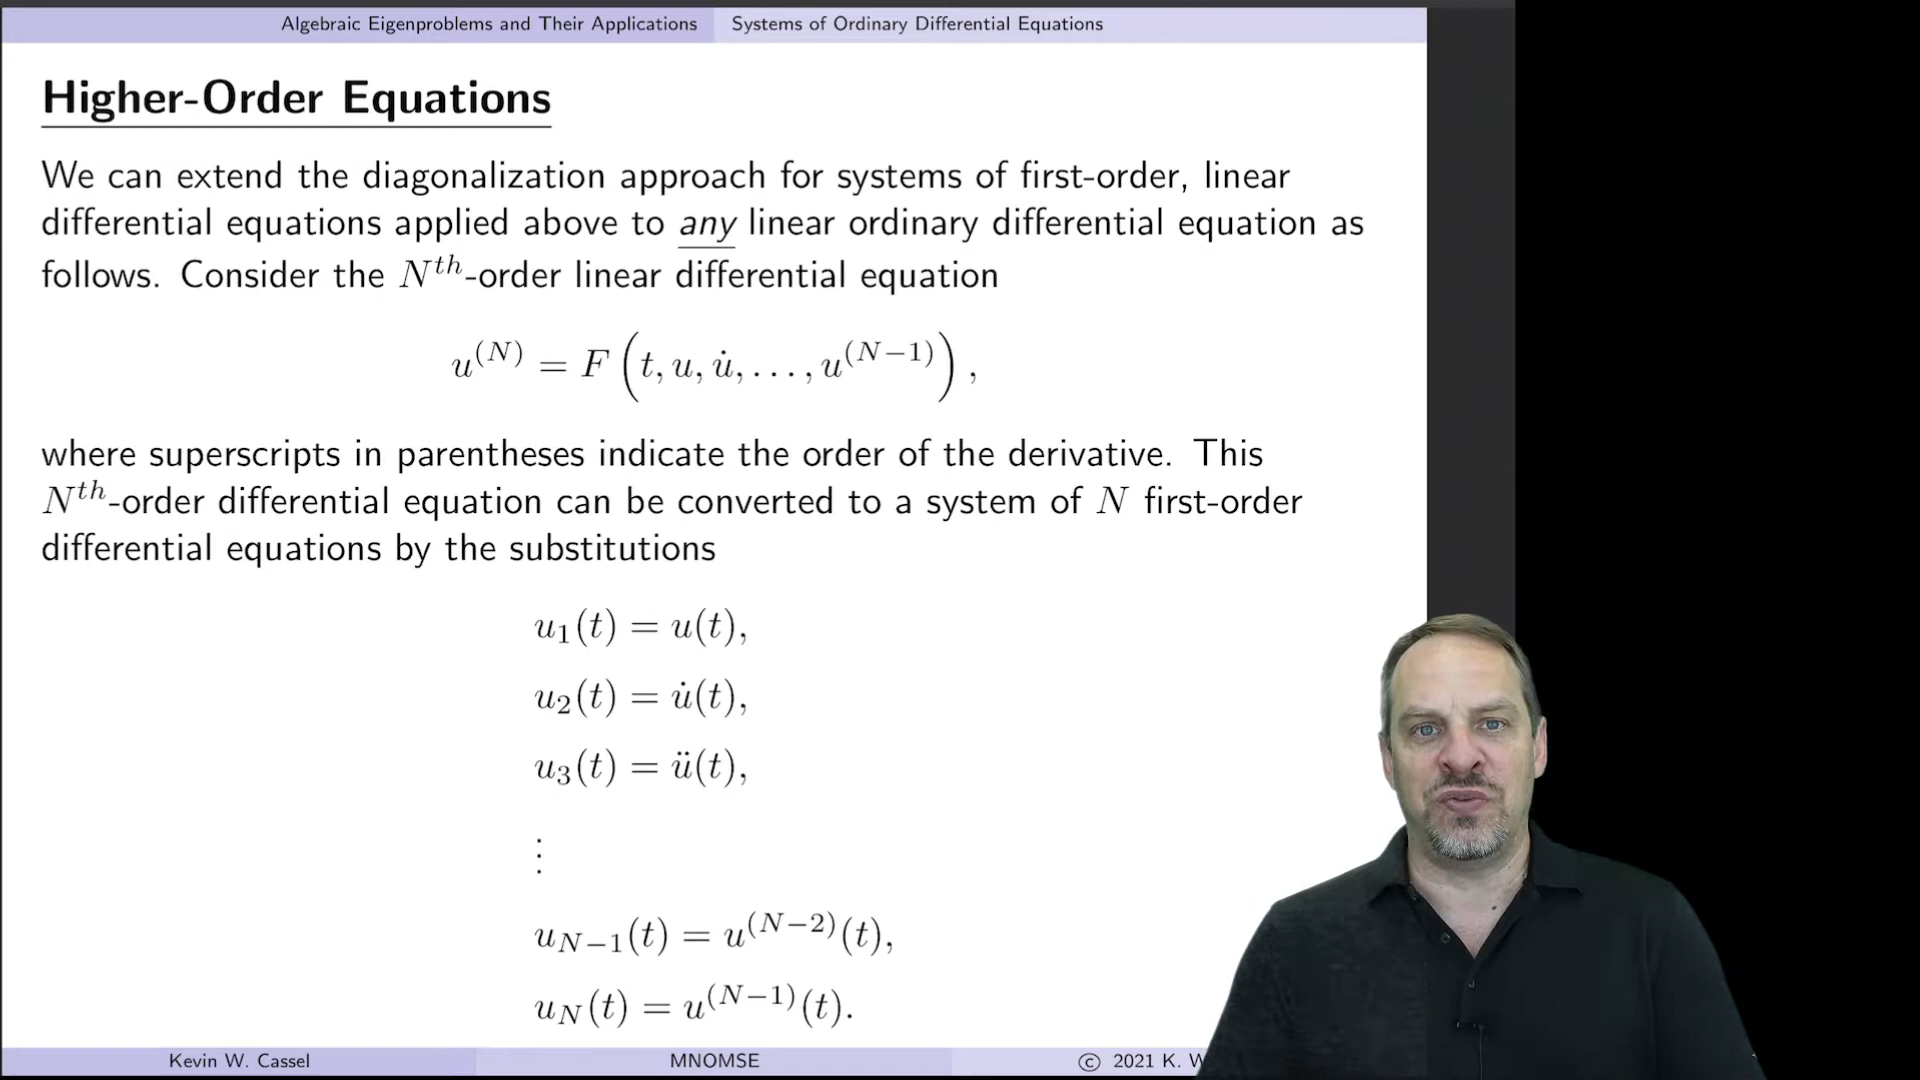 Algebraic Eigenproblems and Their Applications Systems of Ordinary Differential Equations
Higher-Order Equations
We can extend the diagonalization approach for systems of first-order, linear
differential equations applied above to any linear ordinary differential equation as
follows. Consider the N^{th}-order linear differential equation
u^{(N)} = F(t, u, u̇, ..., u^{(N−1)}),
where superscripts in parentheses indicate the order of the derivative. This
N^{th}-order differential equation can be converted to a system of N first-order
differential equations by the substitutions
u₁(t) = u(t),
u₂(t) = u̇(t),
u₃(t) = ü(t),
⋮
u_{N−1}(t) = u^{(N−2)}(t),
u_N(t) = u^{(N−1)}(t).
Kevin W. Cassel MNOMSE © 2021 K. W